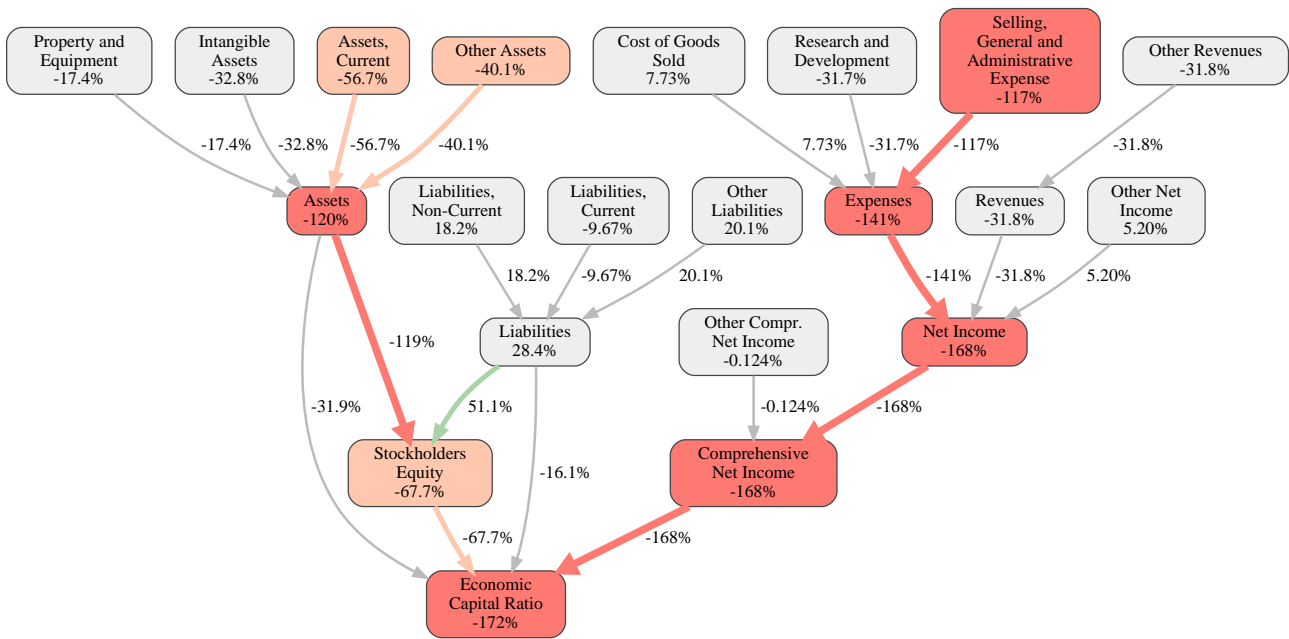 Property and
Equipment
-17.4%
Intangible
Assets
-32.8%
Assets,
Current
-56.7%
Other Assets
-40.1%
Cost of Goods
Sold
7.73%
Research and
Development
-31.7%
Selling,
General and
Administrative
Expense
-117%
Other Revenues
-31.8%
-17.4%
-32.8%
-56.7%
-40.1%
7.73%
-31.7%
-117%
-31.8%
Assets
-120%
Liabilities,
Non-Current
18.2%
Liabilities,
Current
-9.67%
Other
Liabilities
20.1%
Expenses
-141%
Revenues
-31.8%
Other Net
Income
5.20%
18.2%
-9.67%
20.1%
-141%
-31.8%
5.20%
-119%
Liabilities
28.4%
Other Compr.
Net Income
-0.124%
Net Income
-168%
-31.9%
51.1%
-0.124%
-168%
Stockholders
Equity
-67.7%
-16.1%
Comprehensive
Net Income
-168%
-67.7%
-168%
Economic
Capital Ratio
-172%